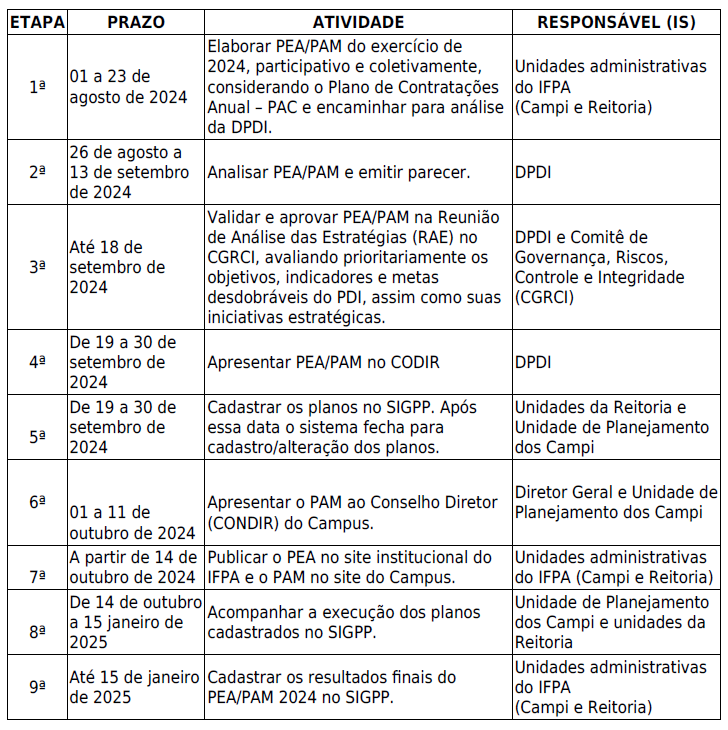 ETAPA PRAZO ATIVIDADE RESPONSÁVEL (IS)
1ª
01 a 23 de
agosto de 2024
Elaborar PEA/PAM do exercício de
2024, participativo e coletivamente,
considerando o Plano de Contratações
Anual – PAC e encaminhar para análise
da DPDI.
Unidades administrativas
do IFPA
(Campi e Reitoria)
2ª
26 de agosto a
13 de setembro
de 2024
Analisar PEA/PAM e emitir parecer.
DPDI
3ª
Até 18 de
setembro de
2024
Validar e aprovar PEA/PAM na Reunião
de Análise das Estratégias (RAE) no
CGRCI, avaliando prioritariamente os
objetivos, indicadores e metas
desdobráveis do PDI, assim como suas
iniciativas estratégicas.
DPDI e Comitê de
Governança, Riscos,
Controle e Integridade
(CGRCI)
4ª
De 19 a 30 de
setembro de
2024
Apresentar PEA/PAM no CODIR
DPDI
5ª
De 19 a 30 de
setembro de
2024
Cadastrar os planos no SIGPP. Após
essa data o sistema fecha para
cadastro/alteração dos planos.
Unidades da Reitoria e
Unidade de Planejamento
dos Campi
6ª
01 a 11 de
outubro de 2024
Apresentar o PAM ao Conselho Diretor
(CONDIR) do Campus.
Diretor Geral e Unidade de
Planejamento dos Campi
7ª
A partir de 14 de
outubro de 2024
Publicar o PEA no site institucional do
IFPA e o PAM no site do Campus.
Unidades administrativas
do IFPA (Campi e Reitoria)
8ª
De 14 de outubro
a 15 janeiro de
2025
Acompanhar a execução dos planos
cadastrados no SIGPP.
Unidade de Planejamento
dos Campi e unidades da
Reitoria
9ª
Até 15 de janeiro
de 2025
Cadastrar os resultados finais do
PEA/PAM 2024 no SIGPP.
Unidades administrativas
do IFPA
(Campi e Reitoria)